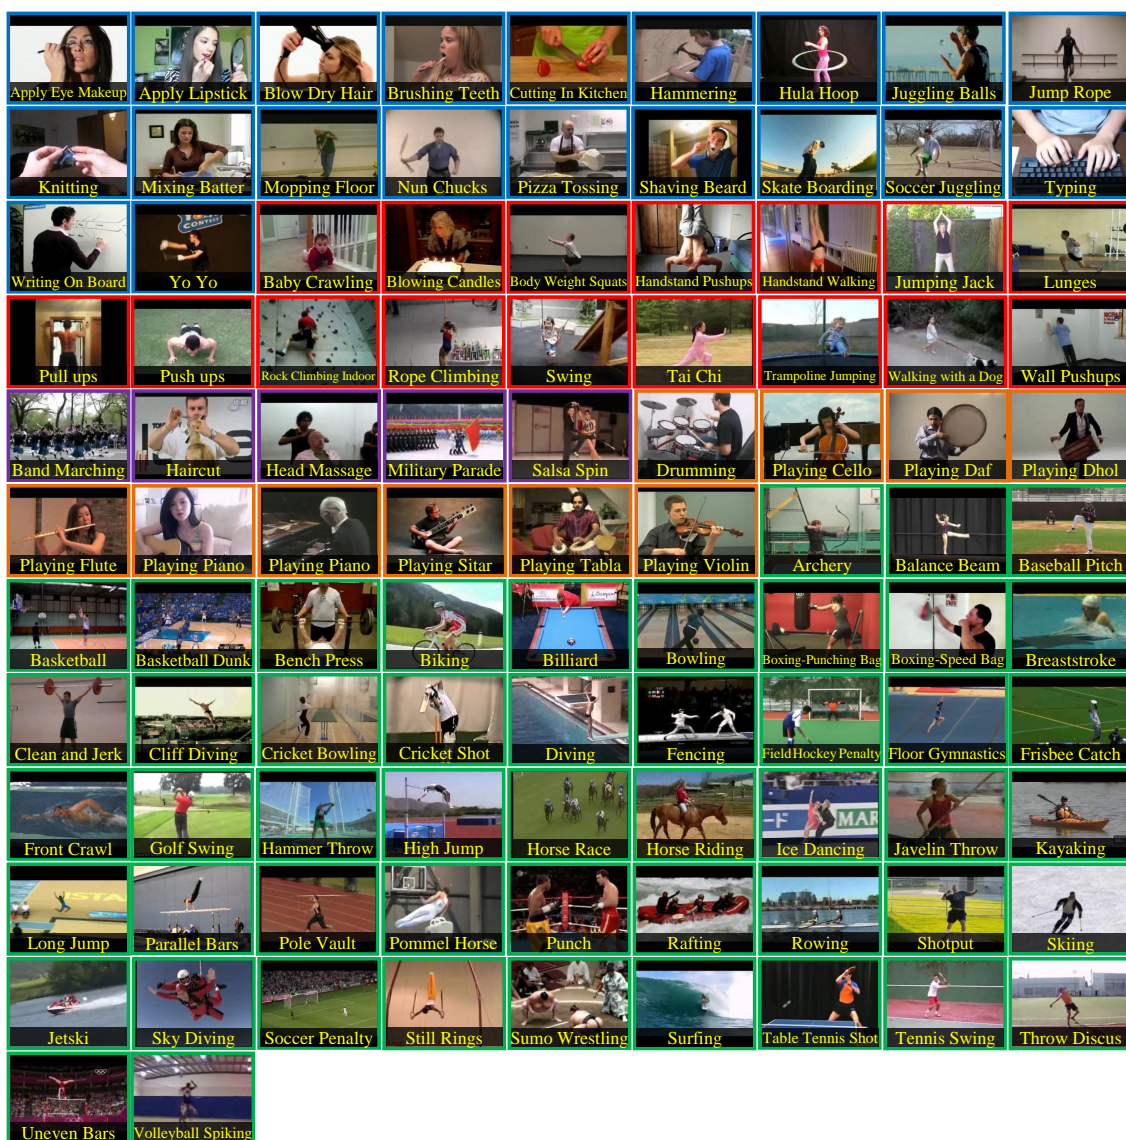 Apply Eye Makeup
Apply Lipstick
Blow Dry Hair
Brushing Teeth
Cutting In Kitchen
Hammering
Hula Hoop
Juggling Balls
Jump Rope
Knitting
Mixing Batter
Mopping Floor
Nun Chucks
Pizza Tossing
Shaving Beard
Skate Boarding
Soccer Juggling
Typing
CONTEST
Writing On Board
Yo Yo
Baby Crawling
Blowing Candles
Body Weight Squats
Handstand Pushups
Handstand Walking
Jumping Jack
Lunges
Pull ups
Push ups
Rock Climbing Indoor
Rope Climbing
Swing
Tai Chi
Trampoline Jumping
Walking with a Dog
Wall Pushups
Band Marching
Haircut
Head Massage
Military Parade
Salsa Spin
Drumming
Playing Cello
Playing Daf
Playing Dhol
Playing Flute
Playing Piano
Playing Piano
Playing Sitar
Playing Tabla
Playing Violin
Archery
Balance Beam
Baseball Pitch
Basketball
Basketball Dunk
Bench Press
Biking
Billiard
Bowling
Boxing-Punching Bag
Boxing-Speed Bag
Breaststroke
Clean and Jerk
Cliff Diving
Cricket Bowling
Cricket Shot
Diving
Fencing
Field Hockey Penalty
Floor Gymnastics
Frisbee Catch
MAR
Front Crawl
Golf Swing
Hammer Throw
High Jump
Horse Race
Horse Riding
Ice Dancing
Javelin Throw
Kayaking
Long Jump
Parallel Bars
Pole Vault
Pommel Horse
Punch
Rafting
Rowing
Shotput
Skiing
Jetski
Sky Diving
Soccer Penalty
Still Rings
Sumo Wrestling
Surfing
Table Tennis Shot
Tennis Swing
Throw Discus
Uneven Bars
Volleyball Spiking